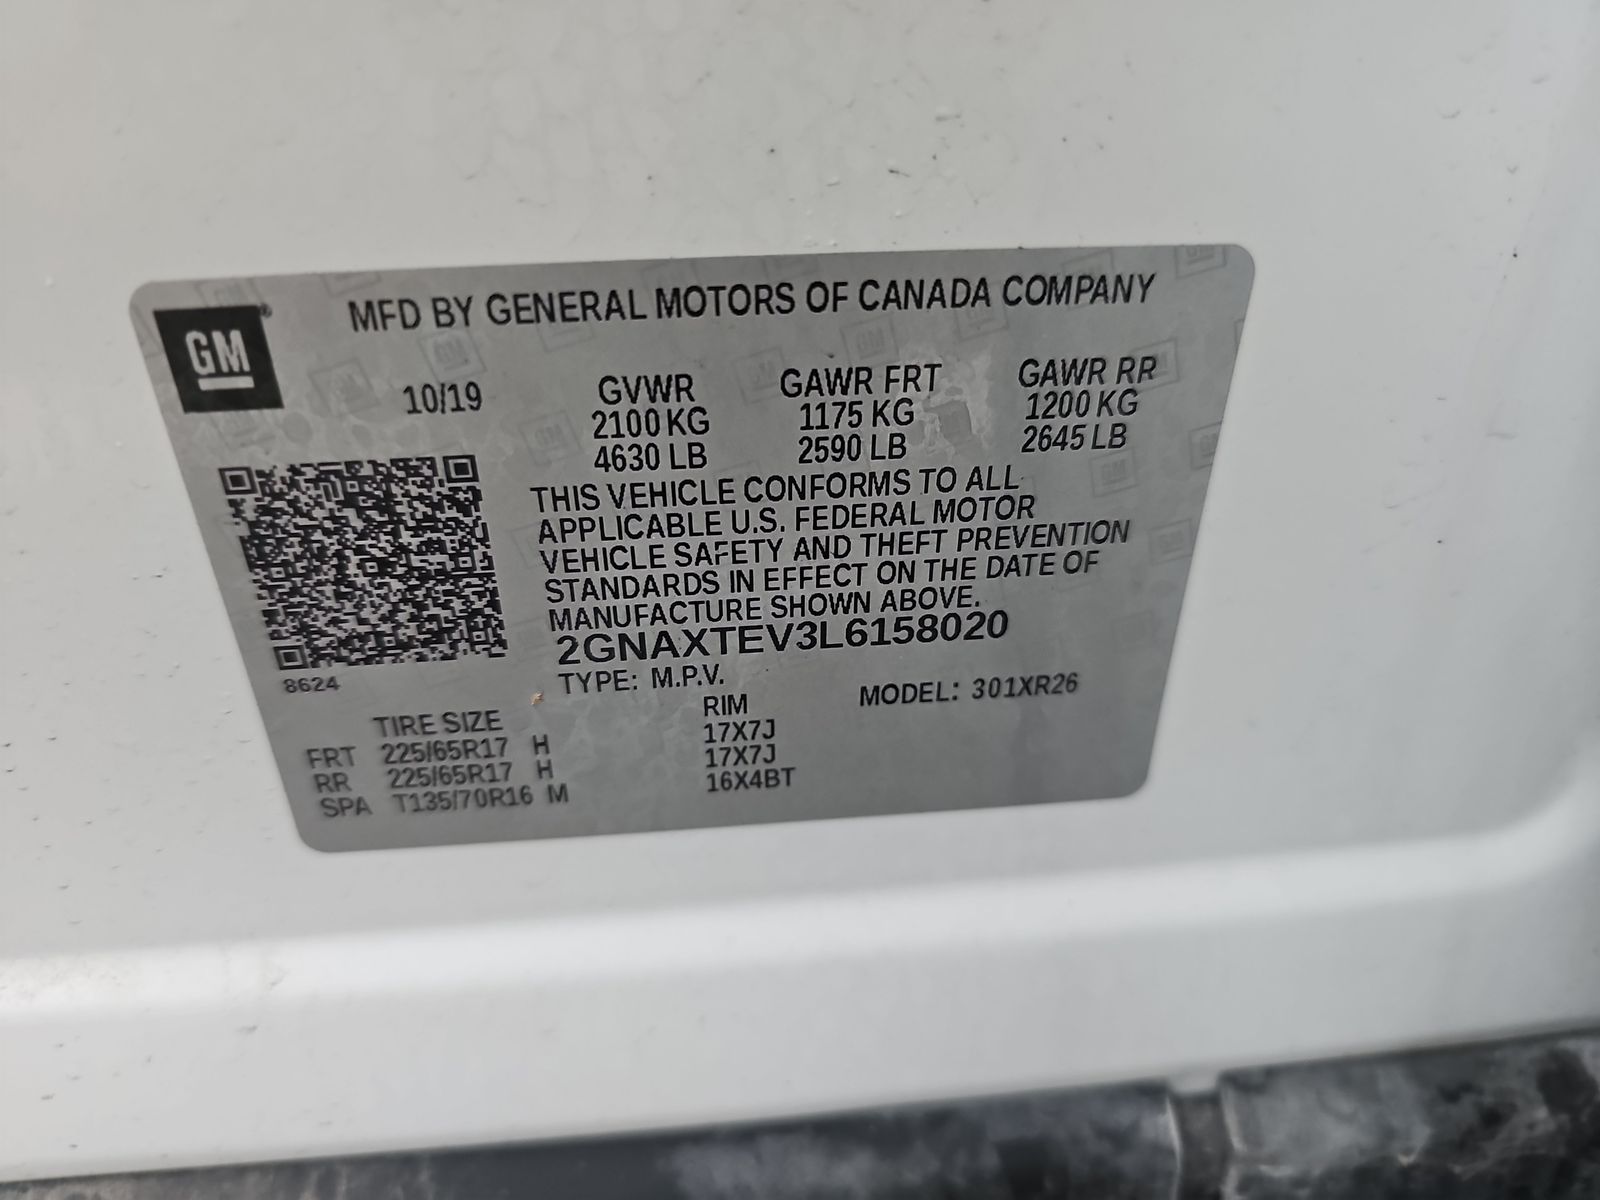 MFD BY GENERAL MOTORS OF CANADA COMPANY
GM®
10/19
GVWR GAWR FRT GAWR RR
2100 KG 1175 KG 1200 KG
4630 LB 2590 LB 2645 LB
THIS VEHICLE CONFORMS TO ALL
APPLICABLE U.S. FEDERAL MOTOR
VEHICLE SAFETY AND THEFT PREVENTION
STANDARDS IN EFFECT ON THE DATE OF
MANUFACTURE SHOWN ABOVE.
2GNAXTEV3L6158020
8624
TYPE: M.P.V. MODEL: 301XR26
TIRE SIZE RIM
FRT 225/65R17 H 17X7J
RR 225/65R17 H 17X7J
SPA T135/70R16 M 16X4BT